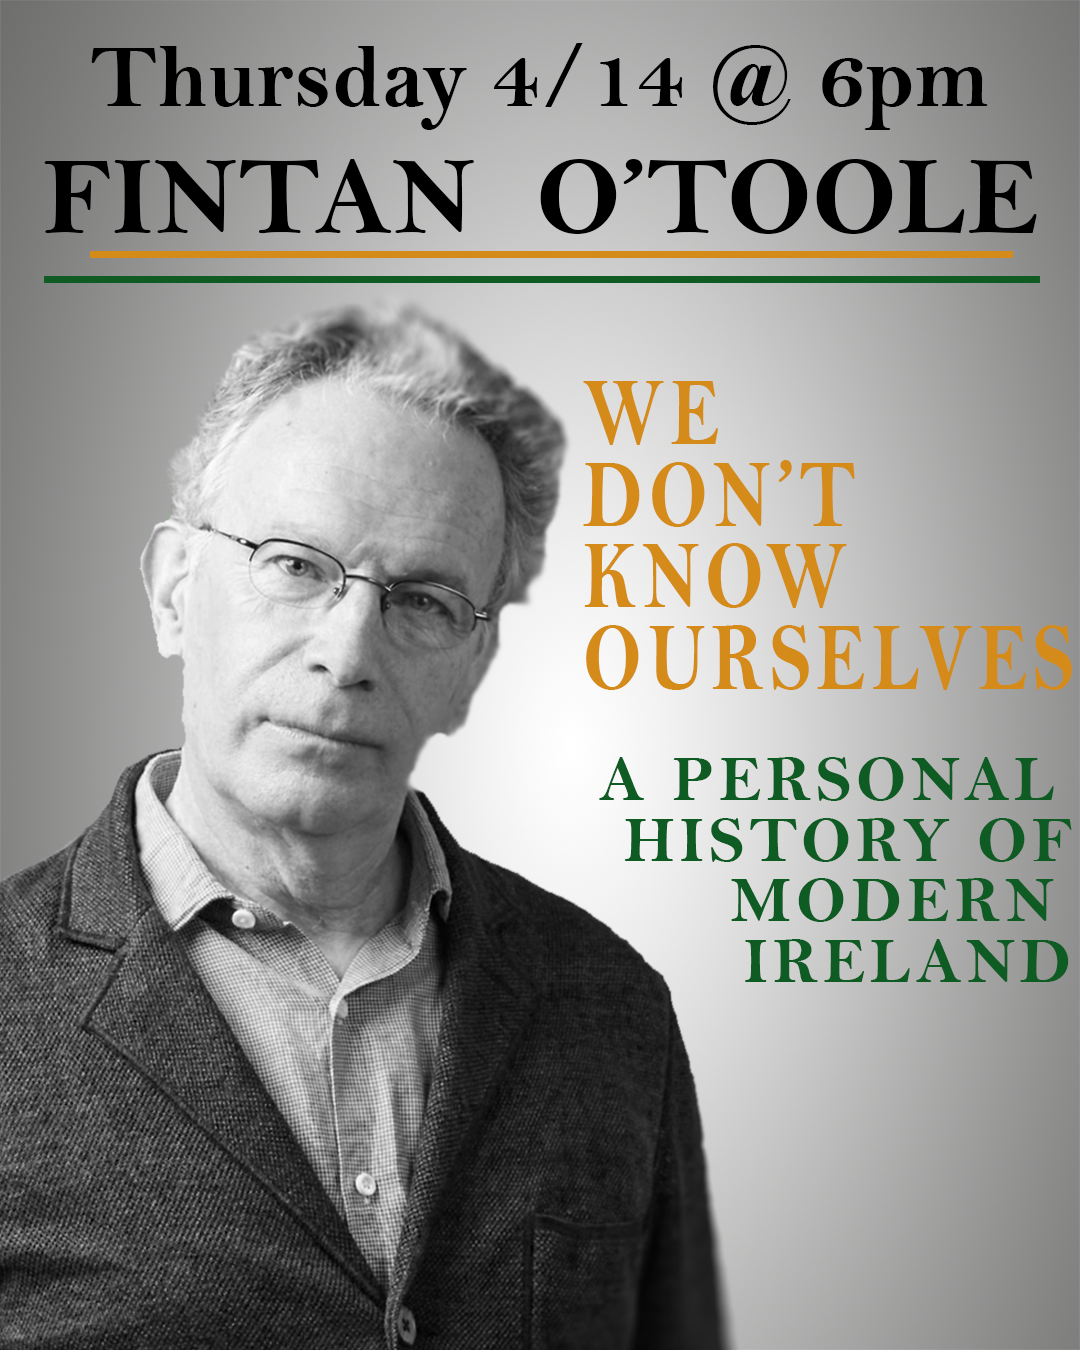 Thursday 4/14 @ 6pm
FINTAN O’TOOLE
WE
DON’T
KNOW
OURSELVES
A PERSONAL
HISTORY OF
MODERN
IRELAND